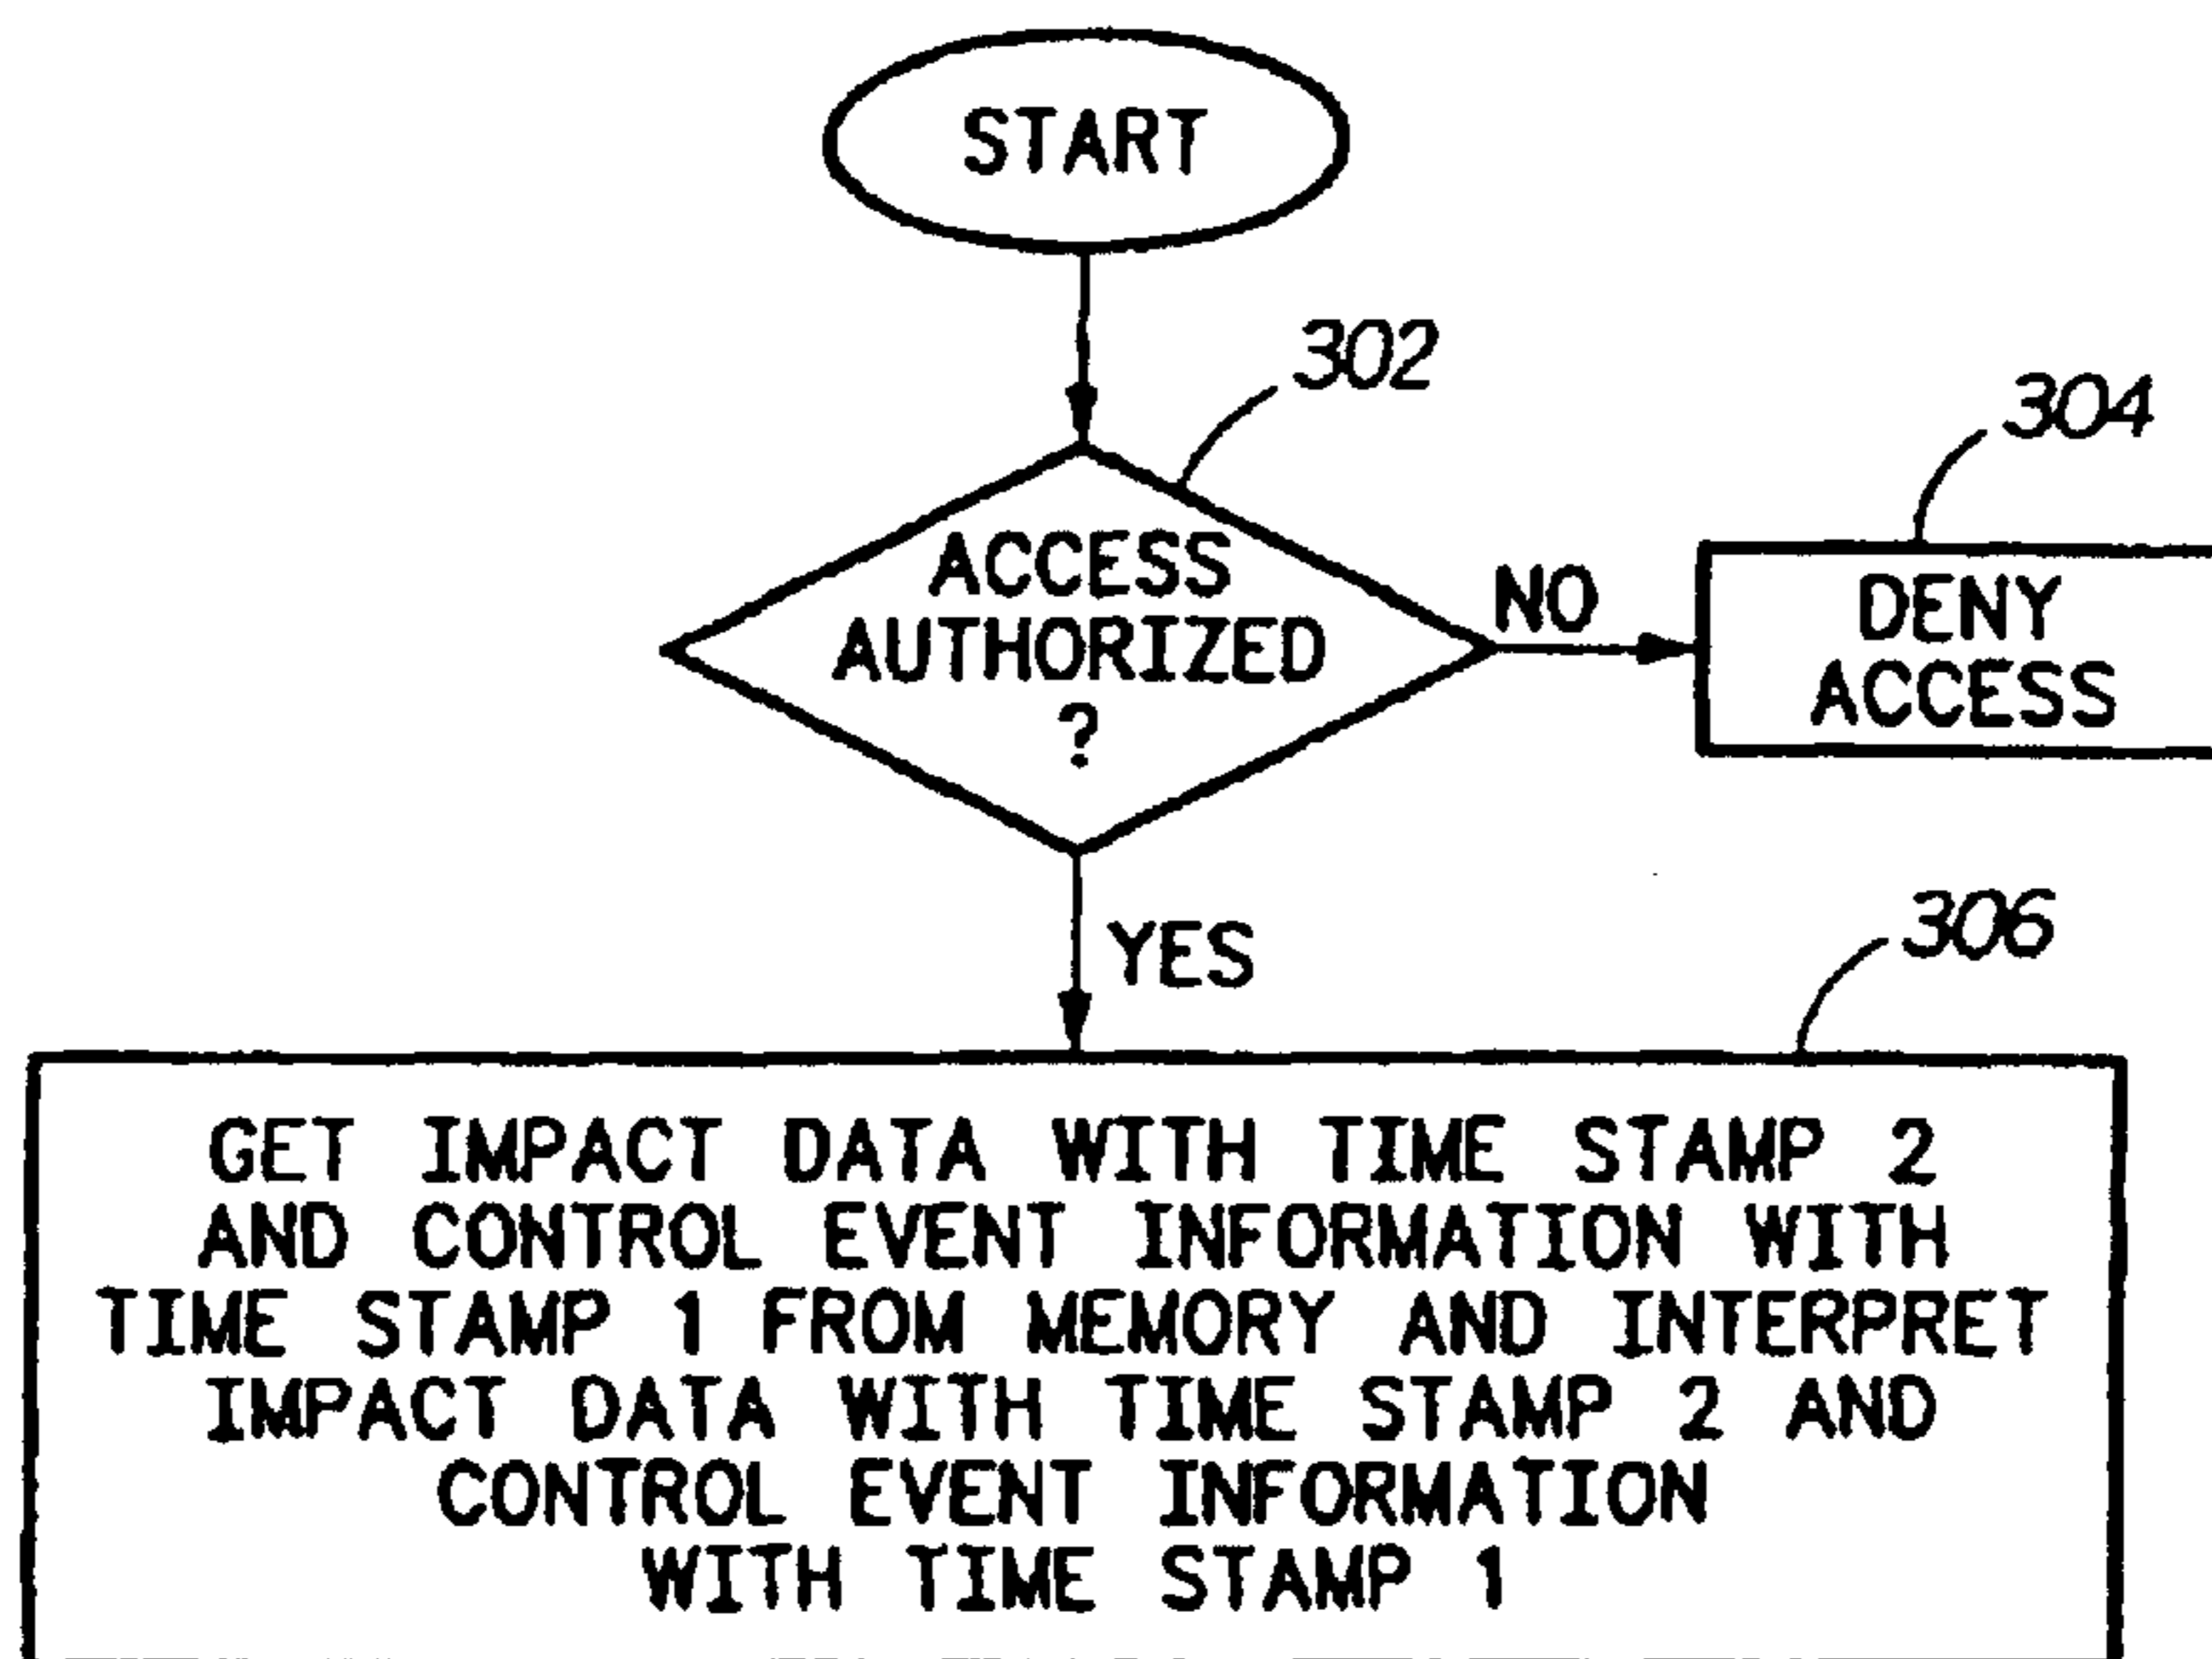 START
302
304
ACCESS
AUTHORIZED
?
NO
DENY
ACCESS
YES
306
GET IMPACT DATA WITH TIME STAMP 2
AND CONTROL EVENT INFORMATION WITH
TIME STAMP 1 FROM MEMORY AND INTERPRET
IMPACT DATA WITH TIME STAMP 2 AND
CONTROL EVENT INFORMATION
WITH TIME STAMP 1